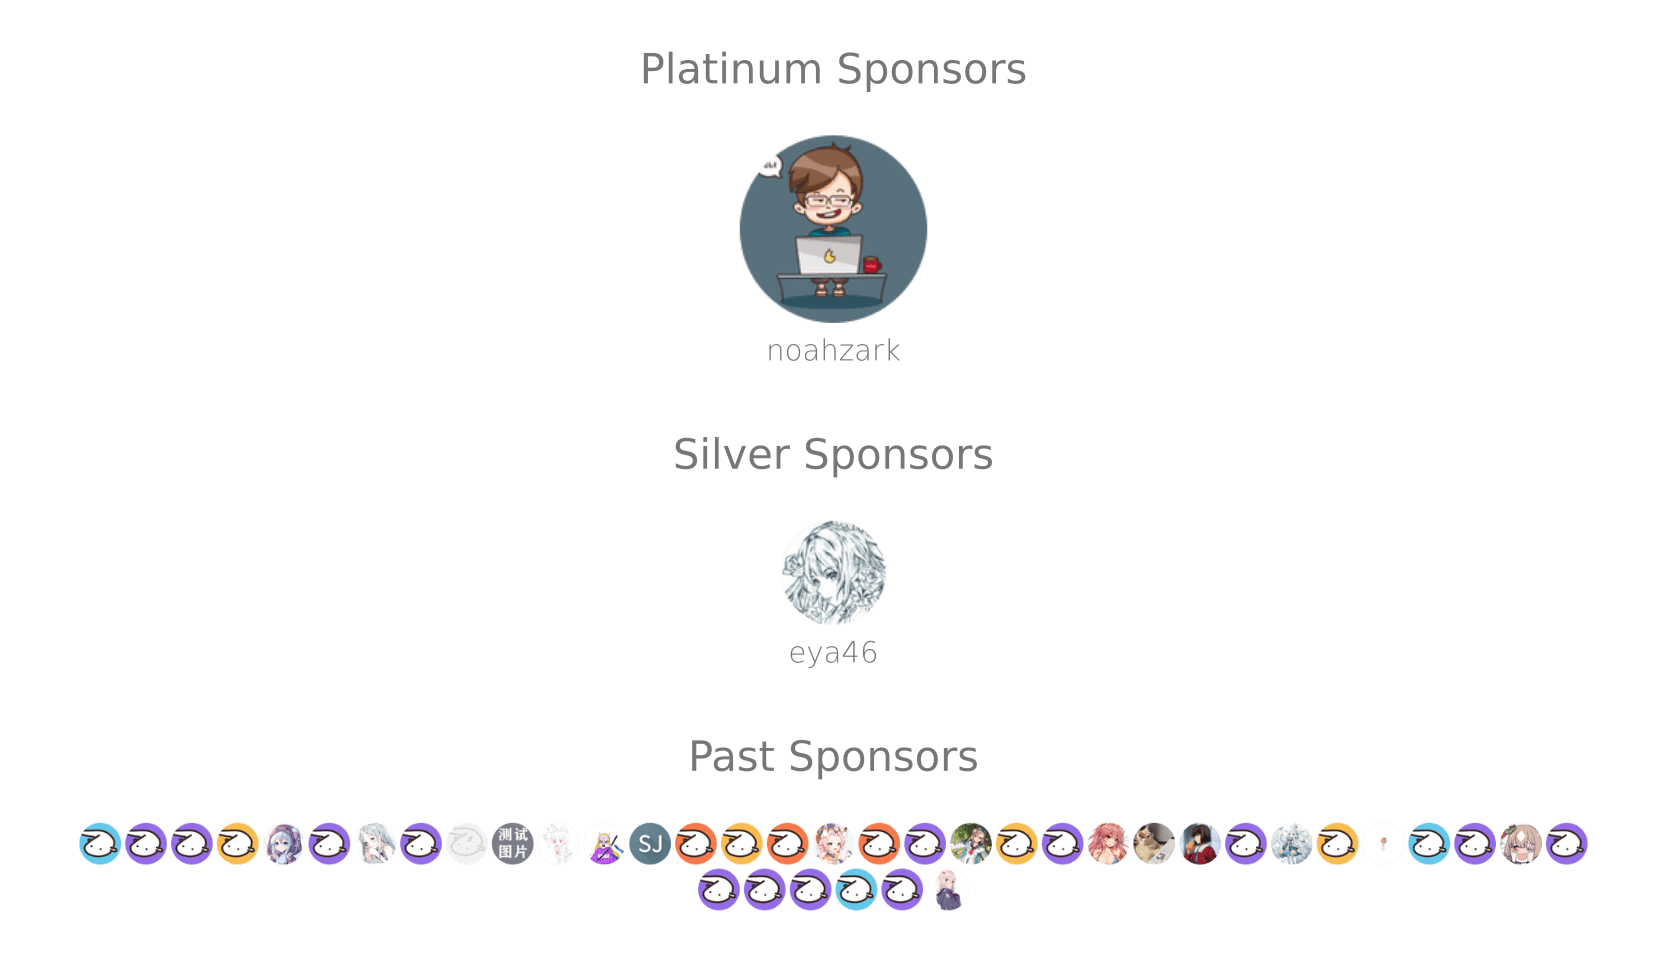 Platinum Sponsors
noahzark
Silver Sponsors
eya46
Past Sponsors
测试
图片
SJ